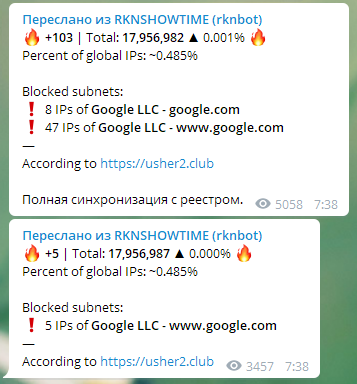 Переслано из RKNSHOWTIME (rknbot)
🔥 +103 | Total: 17,956,982 ▲ 0.001% 🔥
Percent of global IPs: ~0.485%
Blocked subnets:
❗ 8 IPs of Google LLC - google.com
❗ 47 IPs of Google LLC - www.google.com
—
According to https://usher2.club
Полная синхронизация с реестром. 5058 7:38
Переслано из RKNSHOWTIME (rknbot)
🔥 +5 | Total: 17,956,987 ▲ 0.000% 🔥
Percent of global IPs: ~0.485%
Blocked subnets:
❗ 5 IPs of Google LLC - www.google.com
—
According to https://usher2.club 3457 7:38